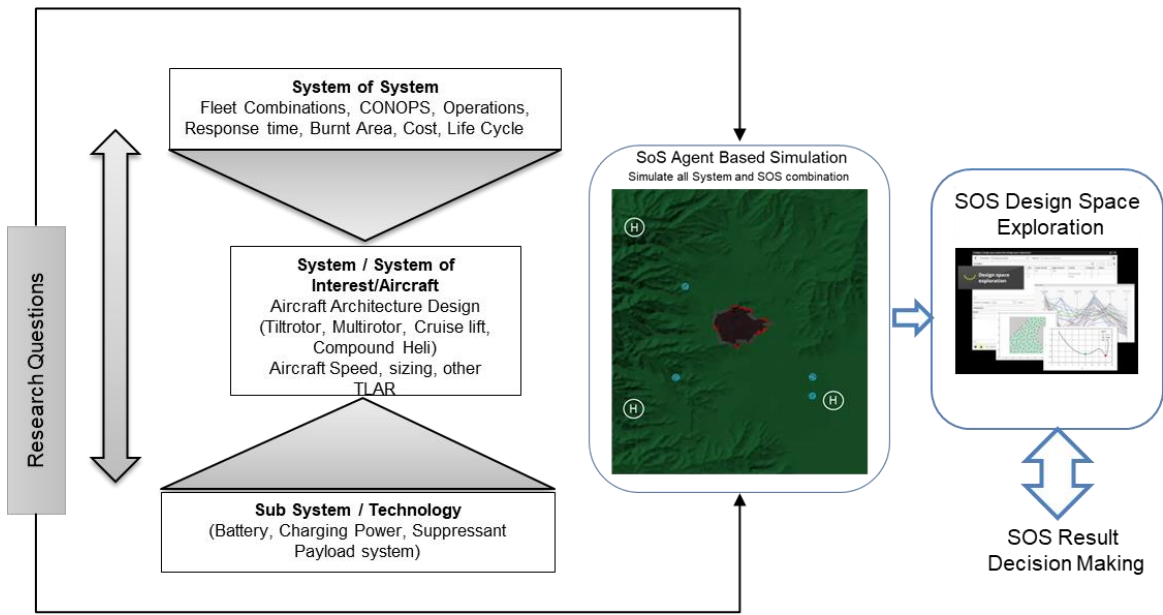 Research Questions
System of System
Fleet Combinations, CONOPS, Operations,
Response time, Burnt Area, Cost, Life Cycle
System / System of
Interest/Aircraft
Aircraft Architecture Design
(Tiltrotor, Multirotor, Cruise lift,
Compound Heli)
Aircraft Speed, sizing, other
TLAR
Sub System / Technology
(Battery, Charging Power, Suppressant
Payload system)
SoS Agent Based Simulation
Simulate all System and SOS combination
H
H
H
SOS Design Space
Exploration
Design space
exploration
SOS Result
Decision Making